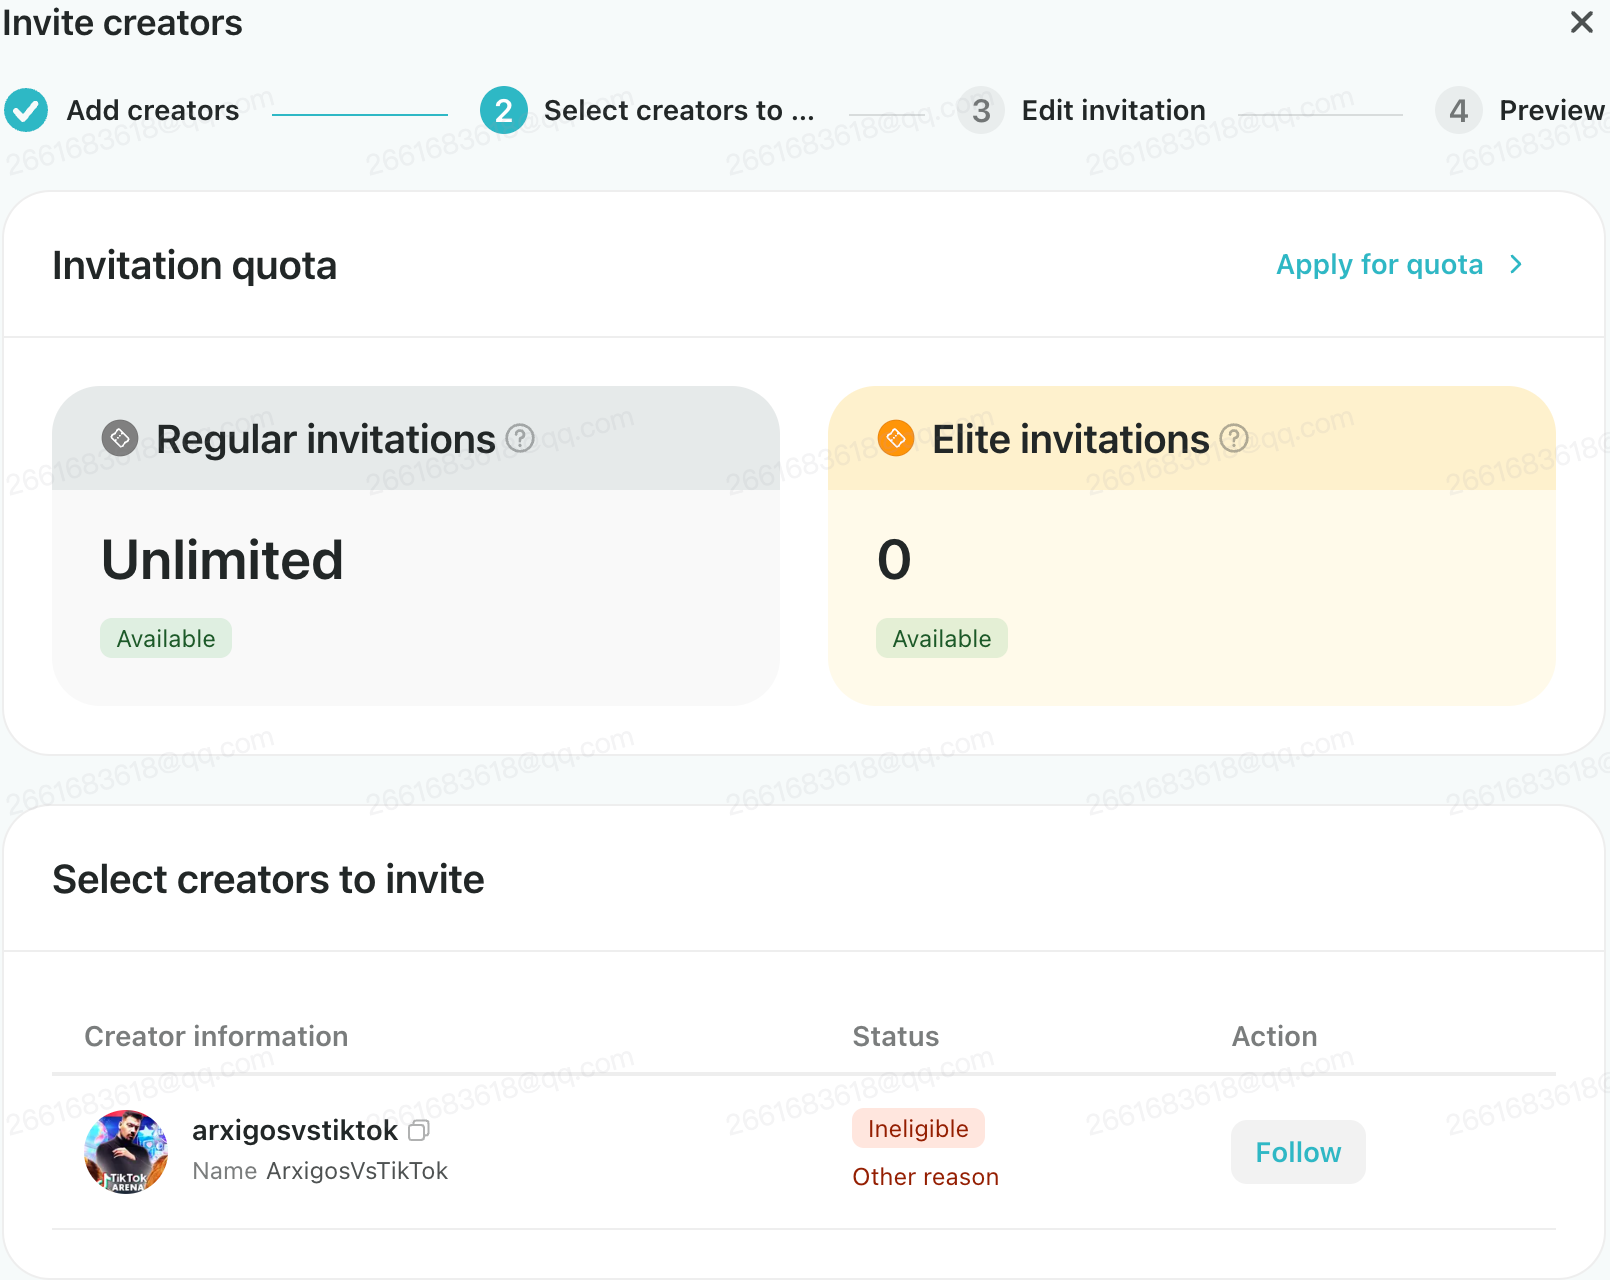 Invite creators
Add creators
2 Select creators to ...
3 Edit invitation
4 Preview
Invitation quota
Apply for quota
Regular invitations
Elite invitations
Unlimited
0
Available
Available
Select creators to invite
Creator information Status Action
arxigosvstiktok
Name ArxigosVsTikTok
Ineligible
Other reason
Follow
TikTok
ARENA
2661683618@qq.com